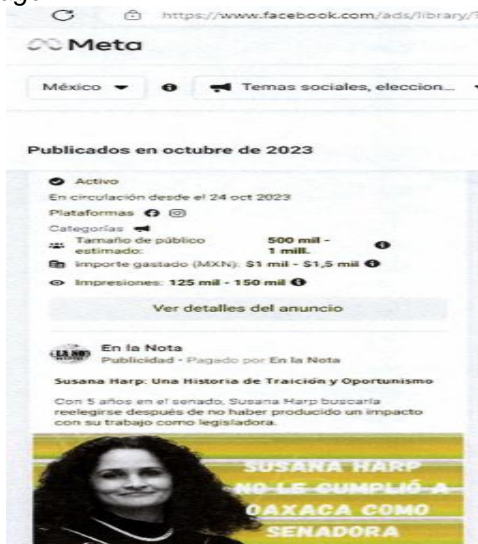 https://www.facebook.com/ads/library/?
Meta
México
Temas sociales, eleccion...
Publicados en octubre de 2023
Activo
En circulación desde el 24 oct 2023
Plataformas
Categorías
Tamaño de público estimado: 500 mil - 1 mill.
Importe gastado (MXN): $1 mil - $1,5 mil
Impresiones: 125 mil - 150 mil
Ver detalles del anuncio
En la Nota
Publicidad • Pagado por En la Nota
Susana Harp: Una Historia de Traición y Oportunismo
Con 5 años en el senado, Susana Harp buscaría
reelegirse después de no haber producido un impacto
con su trabajo como legisladora.
SUSANA HARP
NO LE CUMPLIÓ A
OAXACA COMO
SENADORA